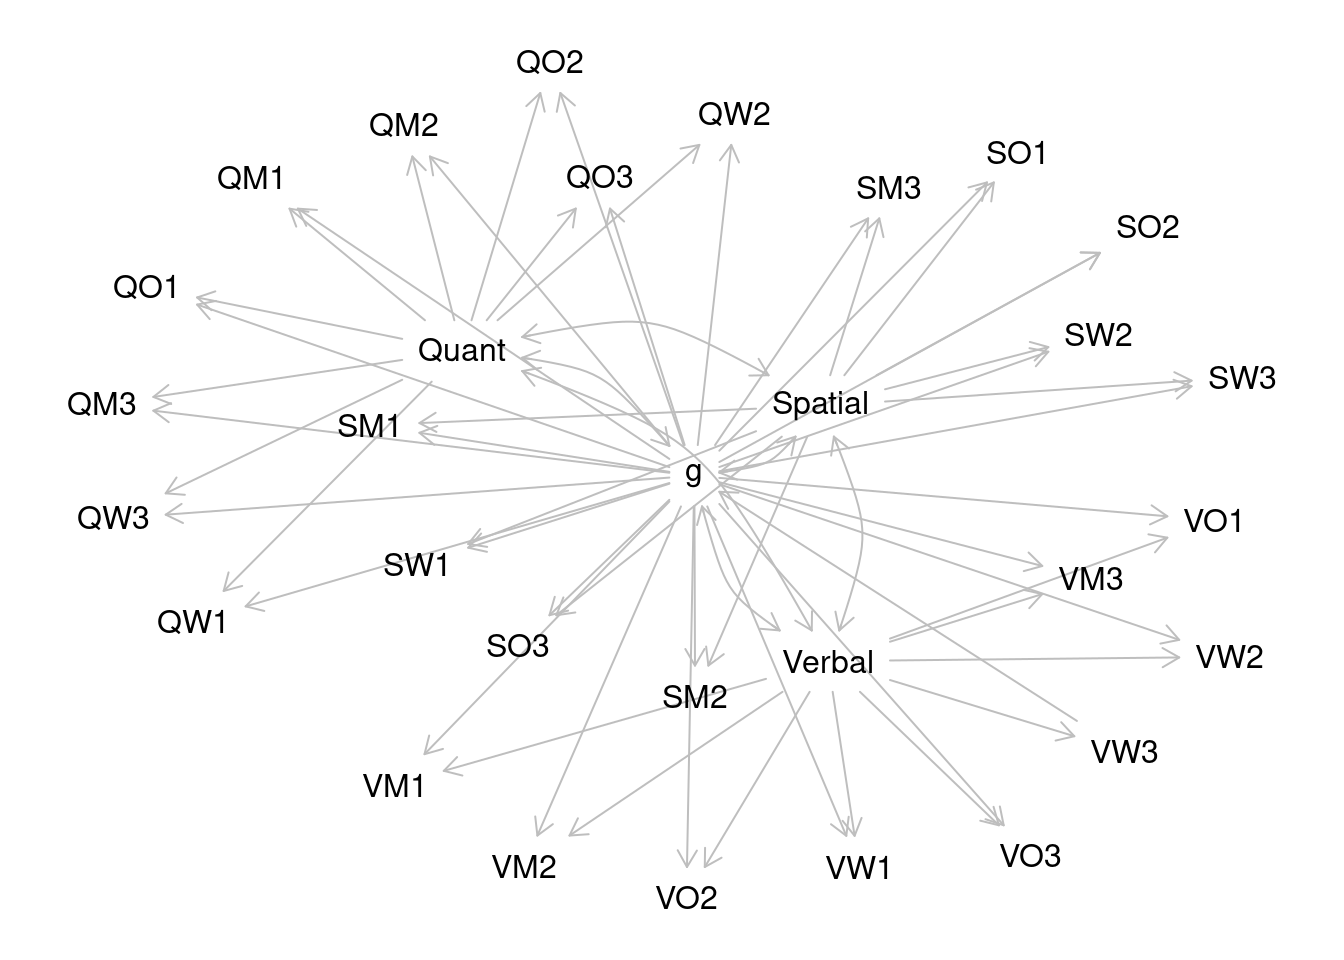 QO2
QW2
QM2
SO1
QM1
QO3
SM3
SO2
QO1
SW2
Quant
SW3
QM3
Spatial
SM1
g
QW3
VO1
SW1
VM3
QW1
SO3
VW2
Verbal
SM2
VW3
VM1
VO3
VM2
VW1
VO2